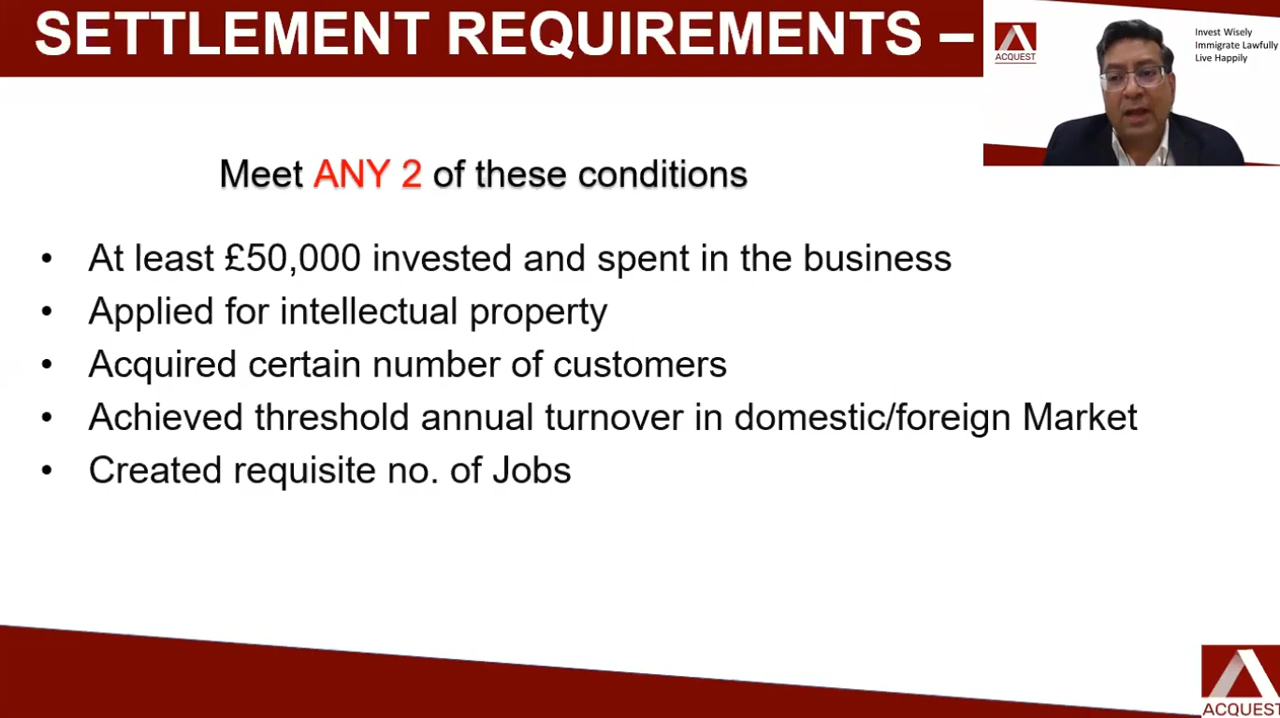 SETTLEMENT REQUIREMENTS –
Invest Wisely
Immigrate Lawfully
Live Happily
ACQUEST
Meet ANY 2 of these conditions
• At least £50,000 invested and spent in the business
• Applied for intellectual property
• Acquired certain number of customers
• Achieved threshold annual turnover in domestic/foreign Market
• Created requisite no. of Jobs
ACQUEST